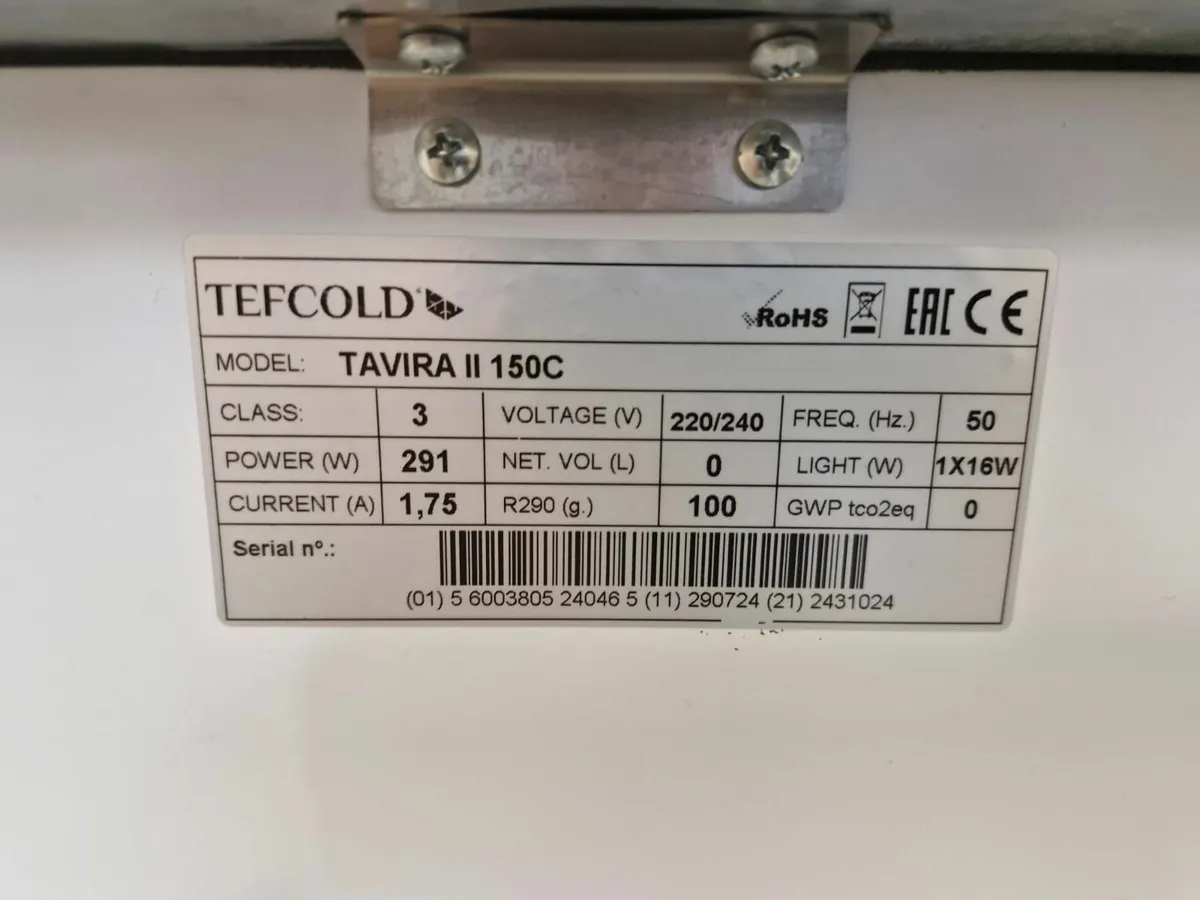 TEFCOLD RoHS EAC CE
MODEL: TAVIRA II 150C
CLASS: 3 VOLTAGE (V) 220/240 FREQ. (Hz.) 50
POWER (W) 291 NET. VOL (L) 0 LIGHT (W) 1X16W
CURRENT (A) 1,75 R290 (g.) 100 GWP tco2eq 0
Serial nº.:
(01) 5 6003805 24046 5 (11) 290724 (21) 2431024